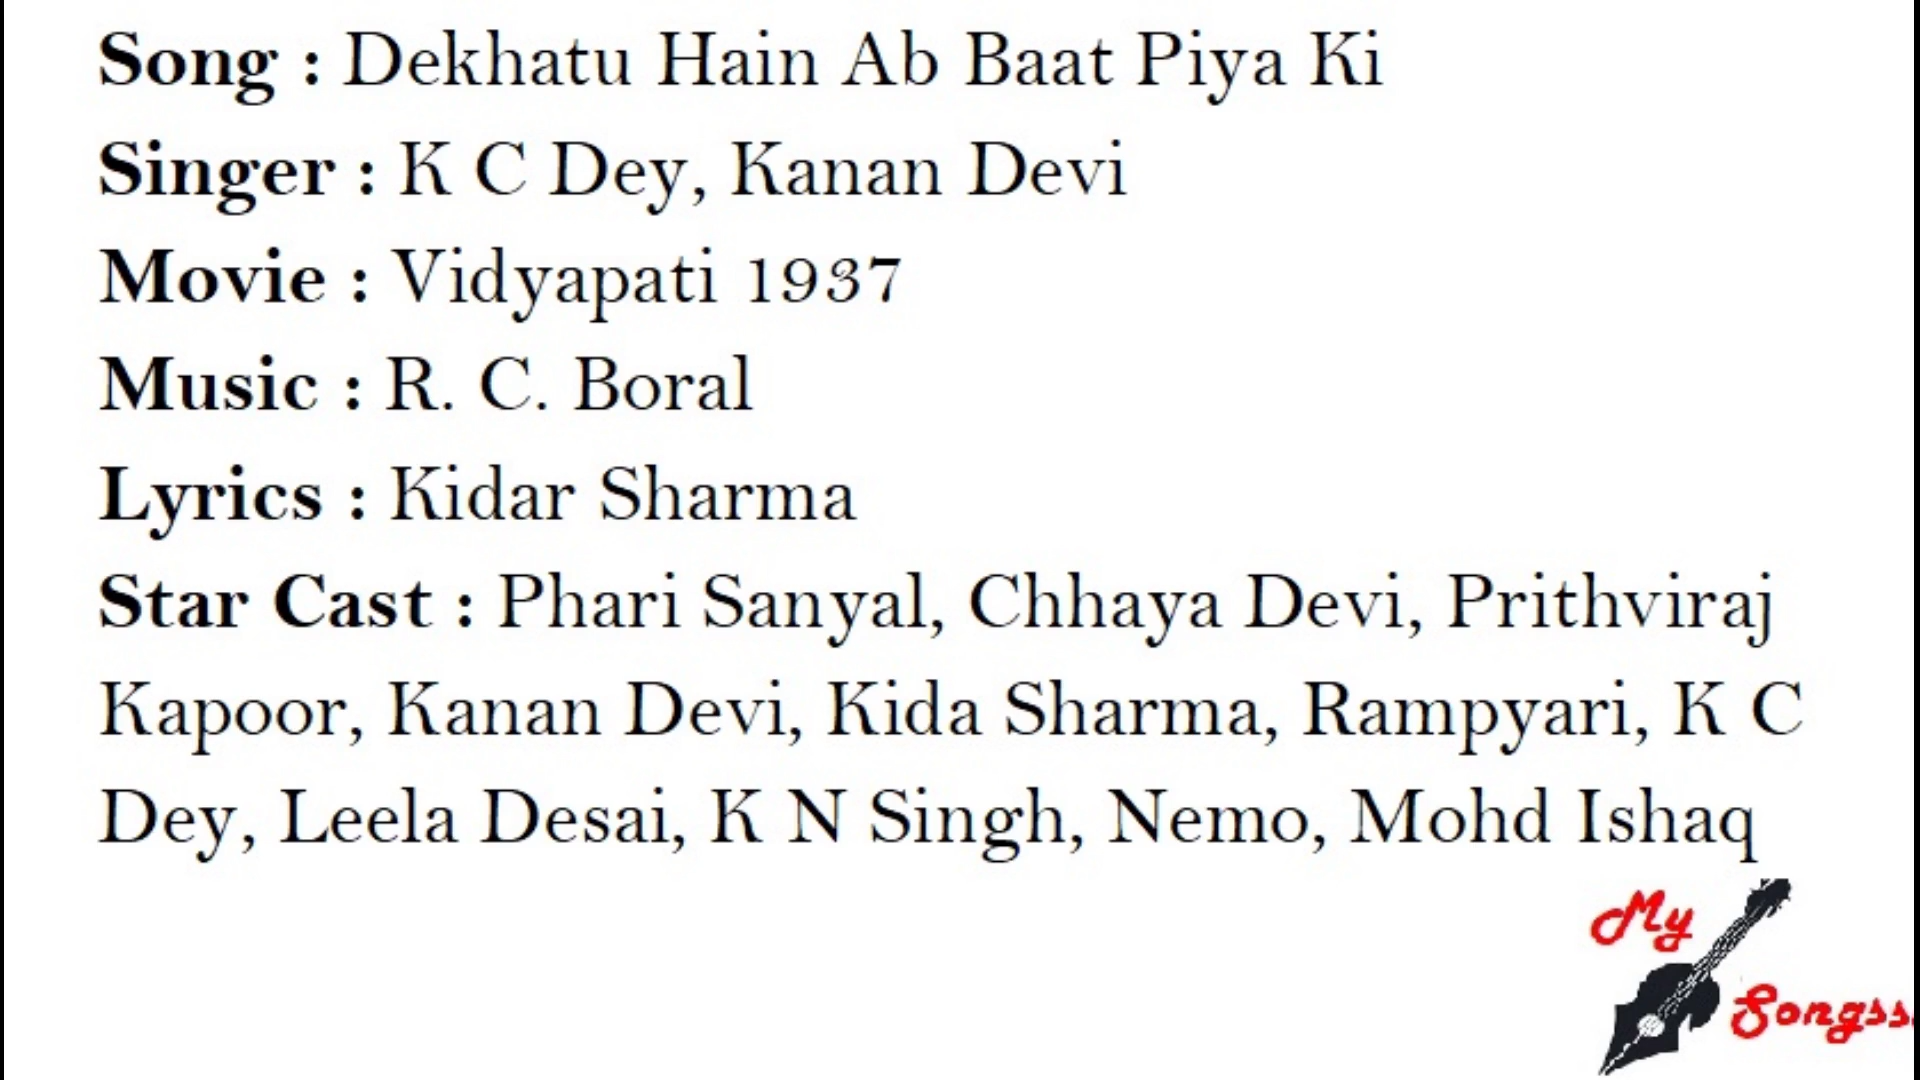 Song : Dekhatu Hain Ab Baat Piya Ki
Singer : K C Dey, Kanan Devi
Movie : Vidyapati 1937
Music : R. C. Boral
Lyrics : Kidar Sharma
Star Cast : Phari Sanyal, Chhaya Devi, Prithviraj
Kapoor, Kanan Devi, Kida Sharma, Rampyari, K C
Dey, Leela Desai, K N Singh, Nemo, Mohd Ishaq
My
Songss.